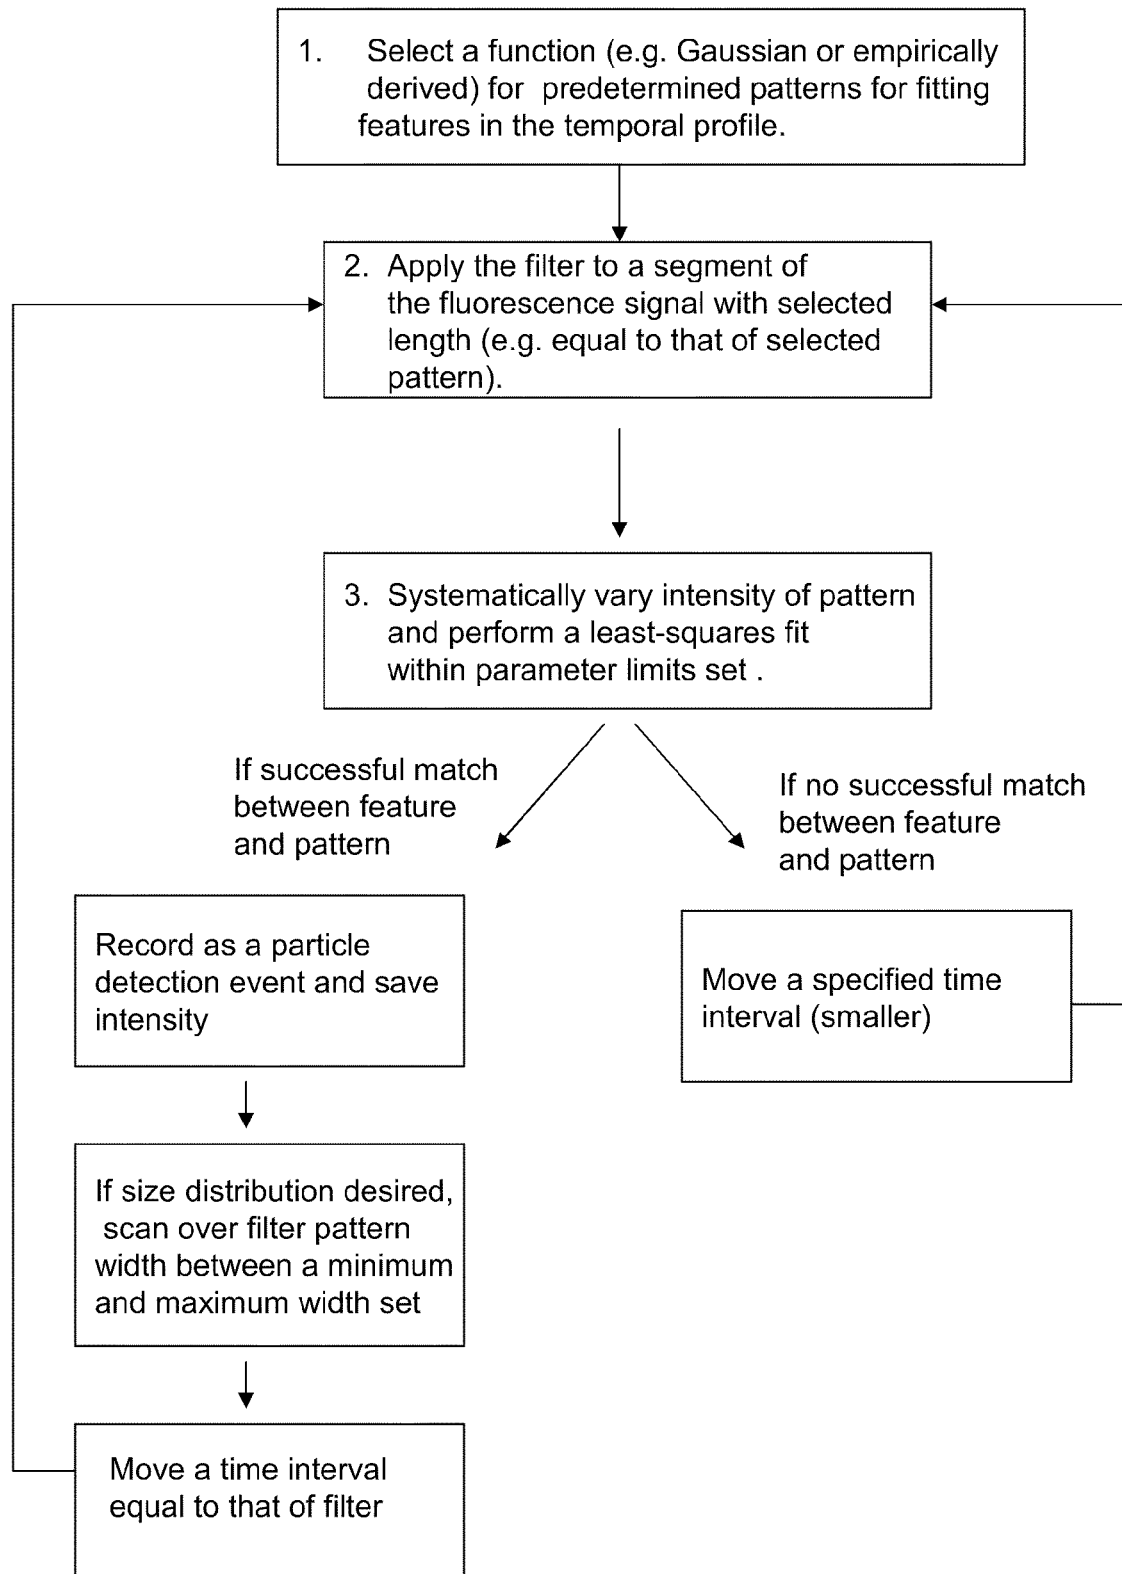 1. Select a function (e.g. Gaussian or empirically
derived) for predetermined patterns for fitting
features in the temporal profile.
2. Apply the filter to a segment of
the fluorescence signal with selected
length (e.g. equal to that of selected
pattern).
3. Systematically vary intensity of pattern
and perform a least-squares fit
within parameter limits set .
If successful match
between feature
and pattern
If no successful match
between feature
and pattern
Record as a particle
detection event and save
intensity
Move a specified time
interval (smaller)
If size distribution desired,
scan over filter pattern
width between a minimum
and maximum width set
Move a time interval
equal to that of filter